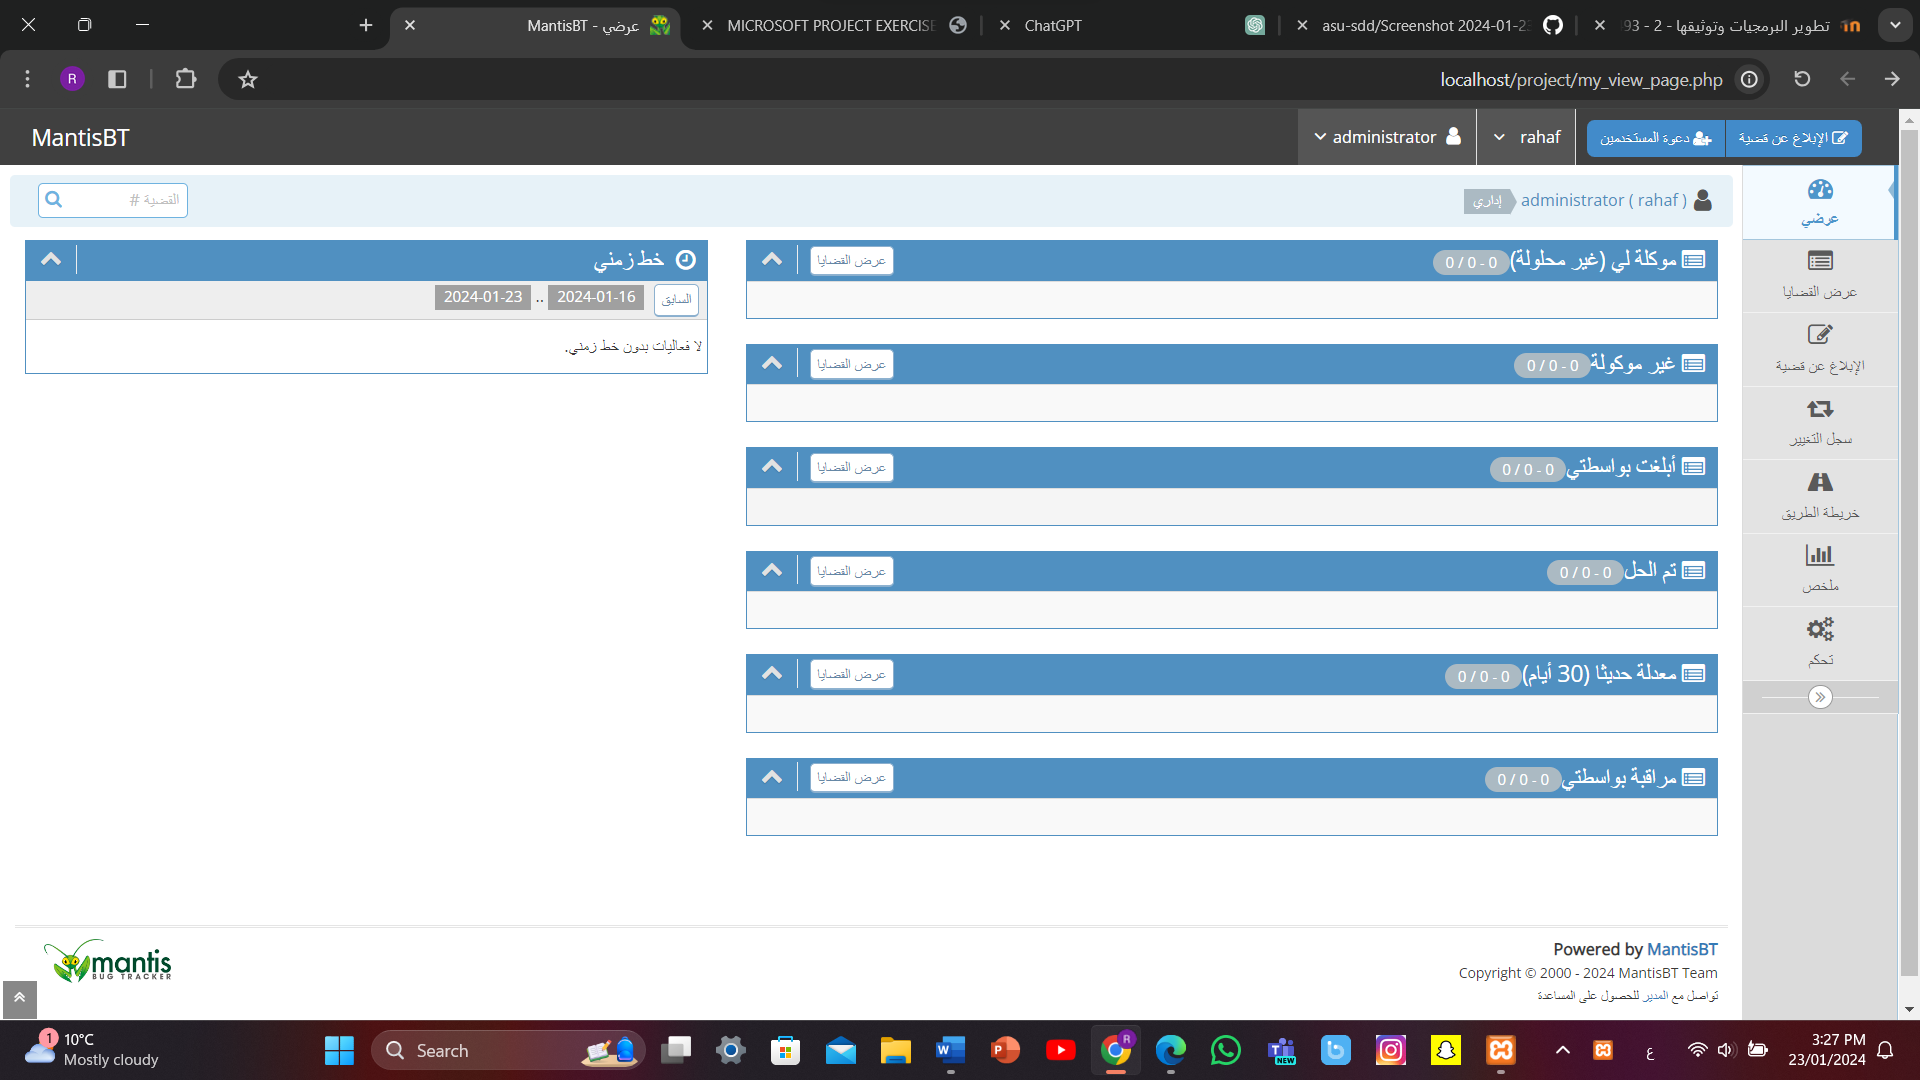 MantisBT - عرضي
MICROSOFT PROJECT EXERCISE
ChatGPT
asu-sdd/Screenshot 2024-01-23
تطوير البرمجيات وتوثيقها - 2 - 93
R
localhost/project/my_view_page.php
MantisBT
administrator
rahaf
دعوة المستخدمين
الإبلاغ عن قضية
القضية #
إداري
administrator ( rahaf )
عرضي
عرض القضايا
الإبلاغ عن قضية
سجل التغيير
خريطة الطريق
ملخص
تحكم
موكلة لي (غير محلولة)
0 - 0 / 0
عرض القضايا
غير موكولة
0 - 0 / 0
عرض القضايا
أبلغت بواسطتي
0 - 0 / 0
عرض القضايا
تم الحل
0 - 0 / 0
عرض القضايا
معدلة حديثا (30 أيام)
0 - 0 / 0
عرض القضايا
مراقبة بواسطتي
0 - 0 / 0
عرض القضايا
خط زمني
السابق
2024-01-16 .. 2024-01-23
لا فعاليات بدون خط زمني.
mantis
BUG TRACKER
Powered by MantisBT
Copyright © 2000 - 2024 MantisBT Team
تواصل مع المدير للحصول على المساعدة
1
10°C
Mostly cloudy
Search
R
NEW
ع
3:27 PM
23/01/2024